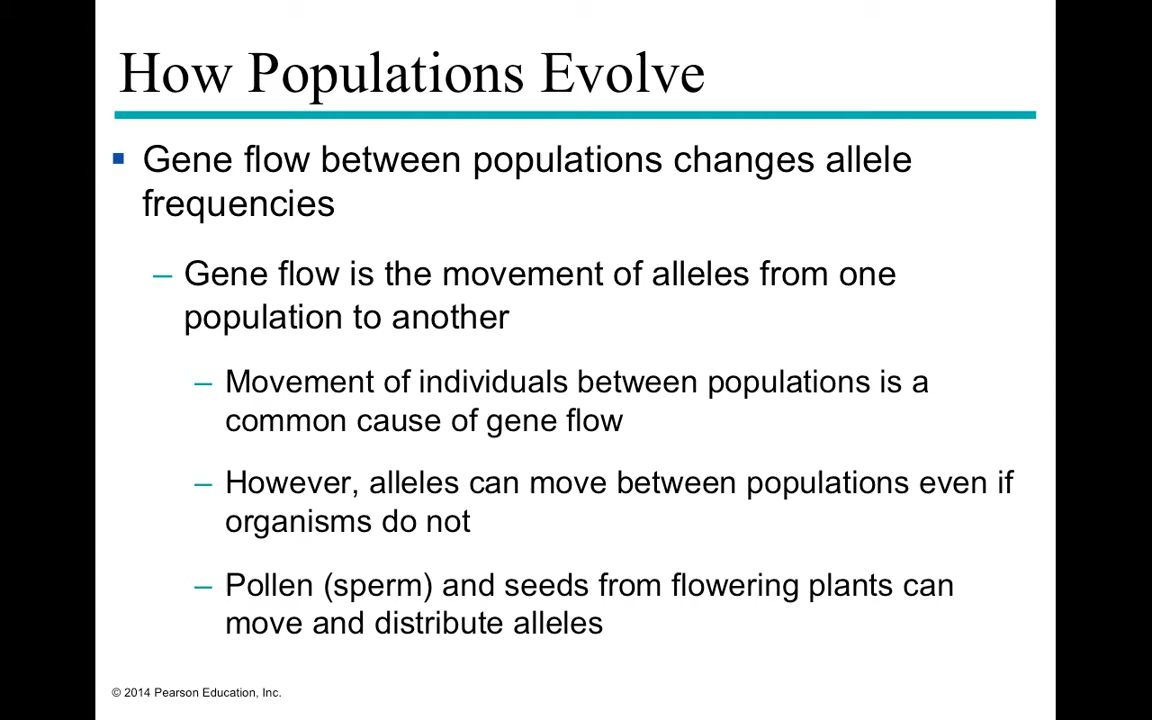 How Populations Evolve
▪ Gene flow between populations changes allele
frequencies
– Gene flow is the movement of alleles from one
population to another
– Movement of individuals between populations is a
common cause of gene flow
– However, alleles can move between populations even if
organisms do not
– Pollen (sperm) and seeds from flowering plants can
move and distribute alleles
© 2014 Pearson Education, Inc.